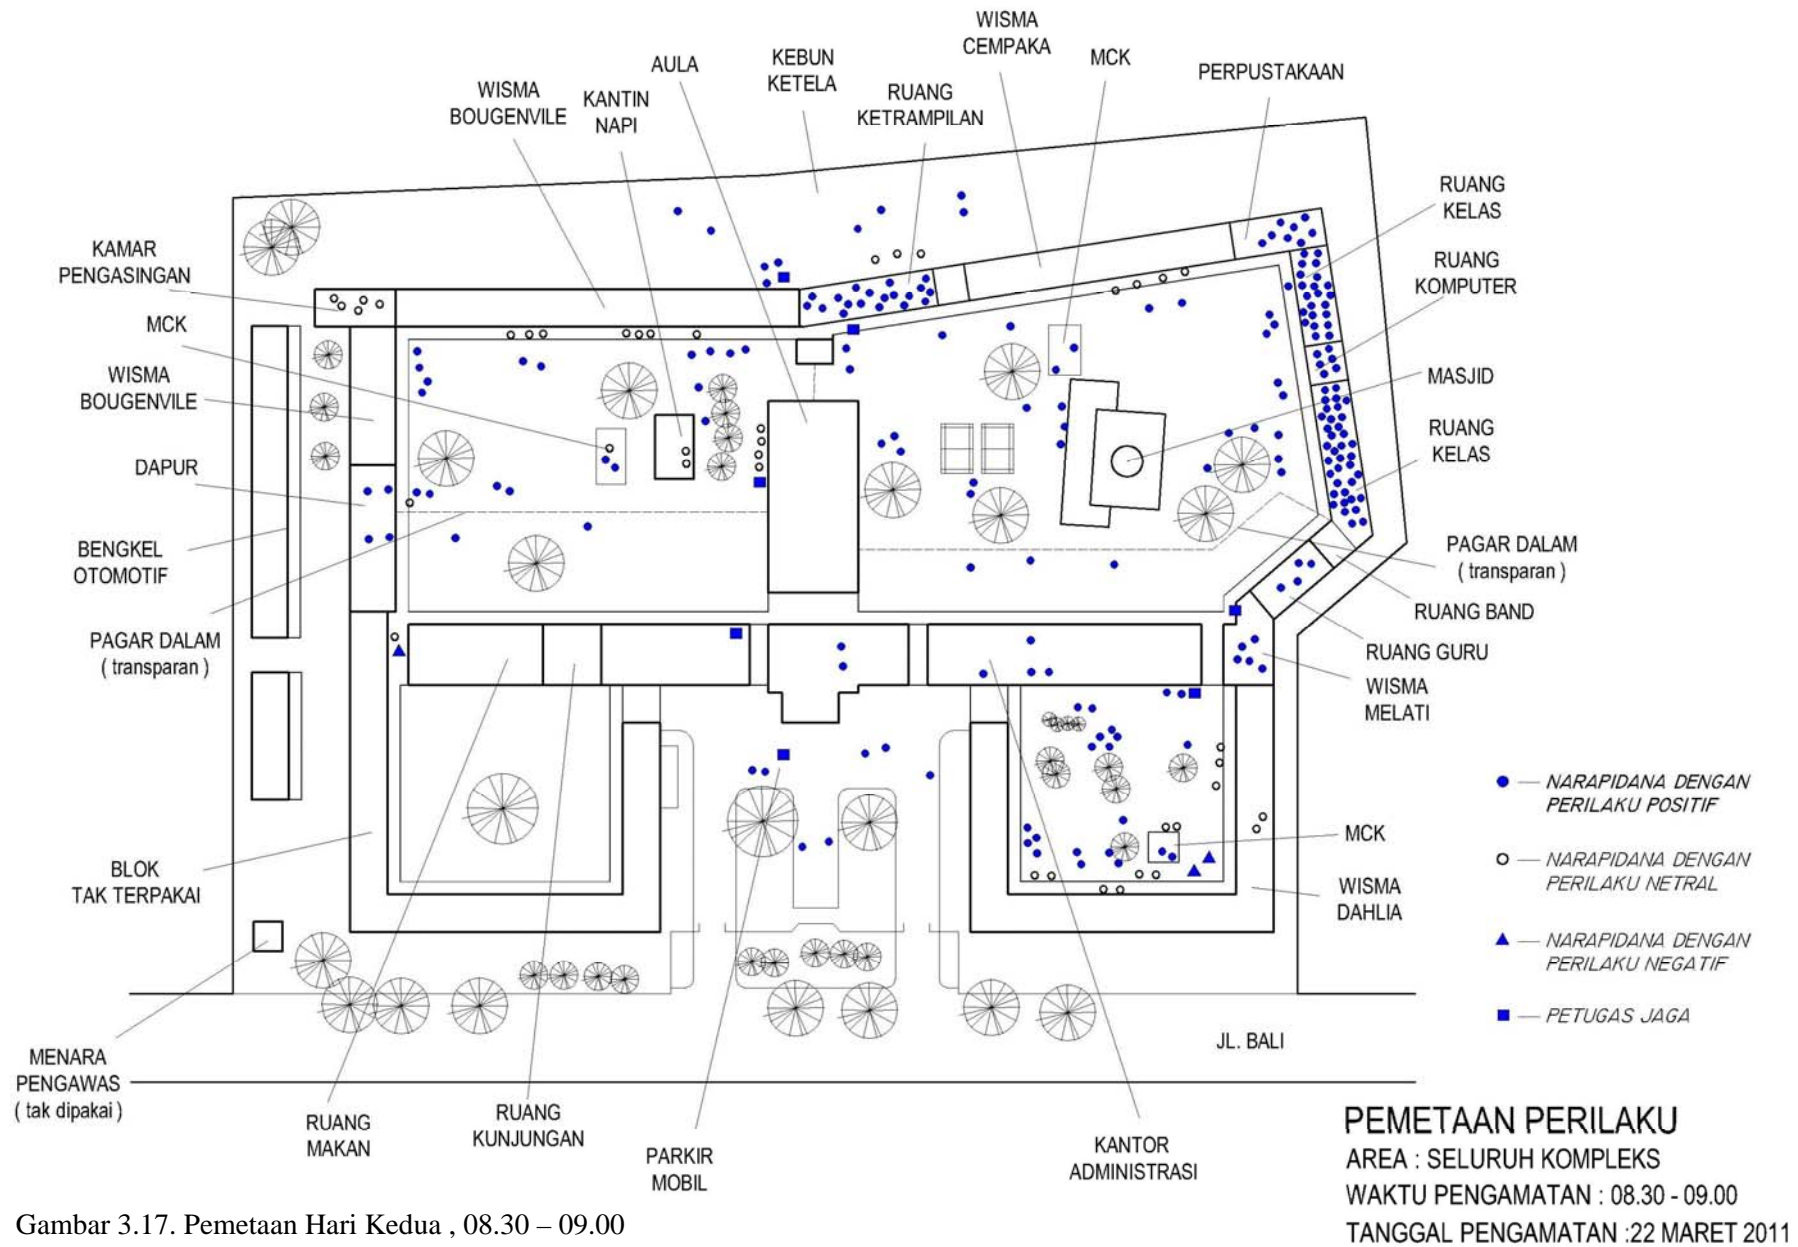 WISMA
CEMPAKA
MCK
KEBUN
KETELA
AULA
PERPUSTAKAAN
WISMA
BOUGENVILE
KANTIN
NAPI
RUANG
KETRAMPILAN
RUANG
KELAS
KAMAR
PENGASINGAN
RUANG
KOMPUTER
MCK
WISMA
BOUGENVILE
MASJID
DAPUR
RUANG
KELAS
BENGKEL
OTOMOTIF
PAGAR DALAM
( transparan )
RUANG BAND
PAGAR DALAM
( transparan )
RUANG GURU
WISMA
MELATI
NARAPIDANA DENGAN
PERILAKU POSITIF
MCK
NARAPIDANA DENGAN
PERILAKU NETRAL
BLOK
TAK TERPAKAI
WISMA
DAHLIA
NARAPIDANA DENGAN
PERILAKU NEGATIF
PETUGAS JAGA
JL. BALI
MENARA
PENGAWAS
( tak dipakai )
RUANG
MAKAN
RUANG
KUNJUNGAN
PARKIR
MOBIL
KANTOR
ADMINISTRASI
PEMETAAN PERILAKU
AREA : SELURUH KOMPLEKS
WAKTU PENGAMATAN : 08.30 - 09.00
TANGGAL PENGAMATAN :22 MARET 2011
Gambar 3.17. Pemetaan Hari Kedua , 08.30 – 09.00